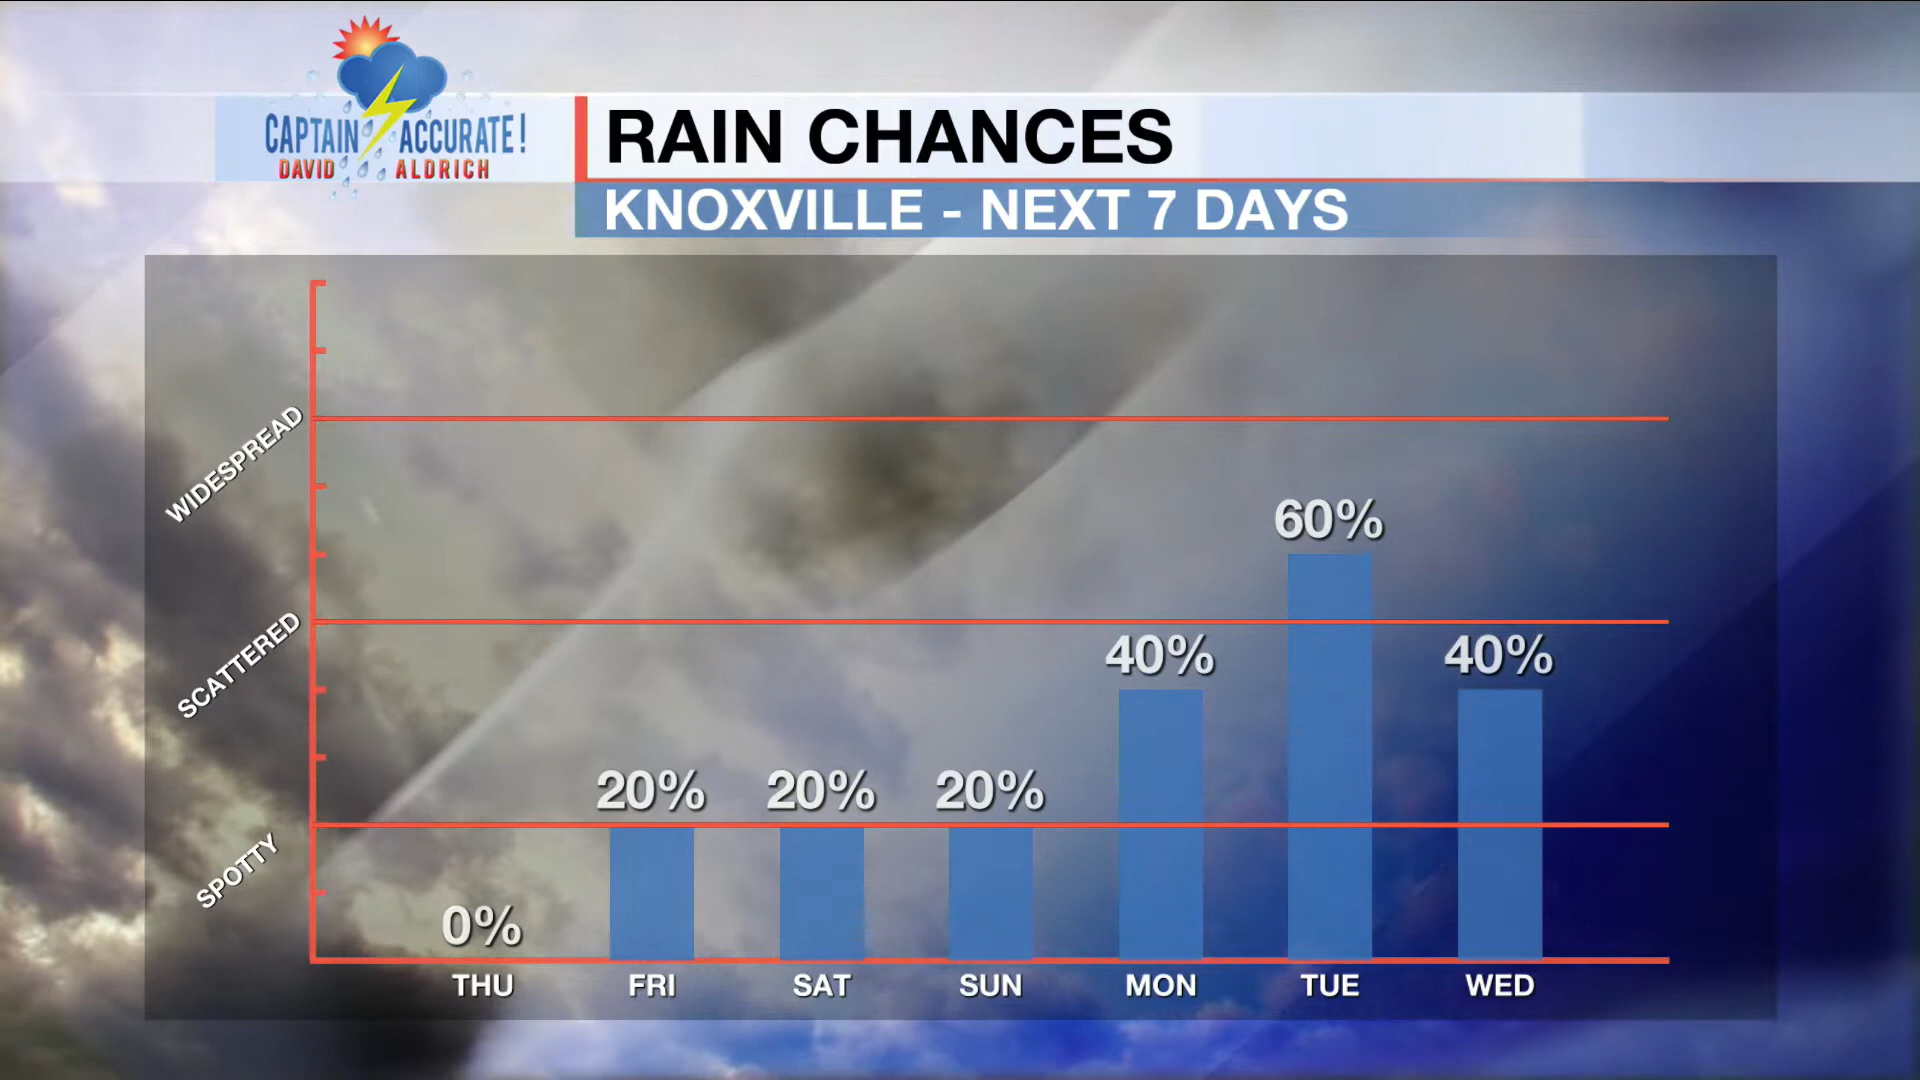 CAPTAIN ACCURATE!
DAVID ALDRICH
RAIN CHANCES
KNOXVILLE - NEXT 7 DAYS
WIDESPREAD
SCATTERED
SPOTTY
0%
20%
20%
20%
40%
60%
40%
THU
FRI
SAT
SUN
MON
TUE
WED